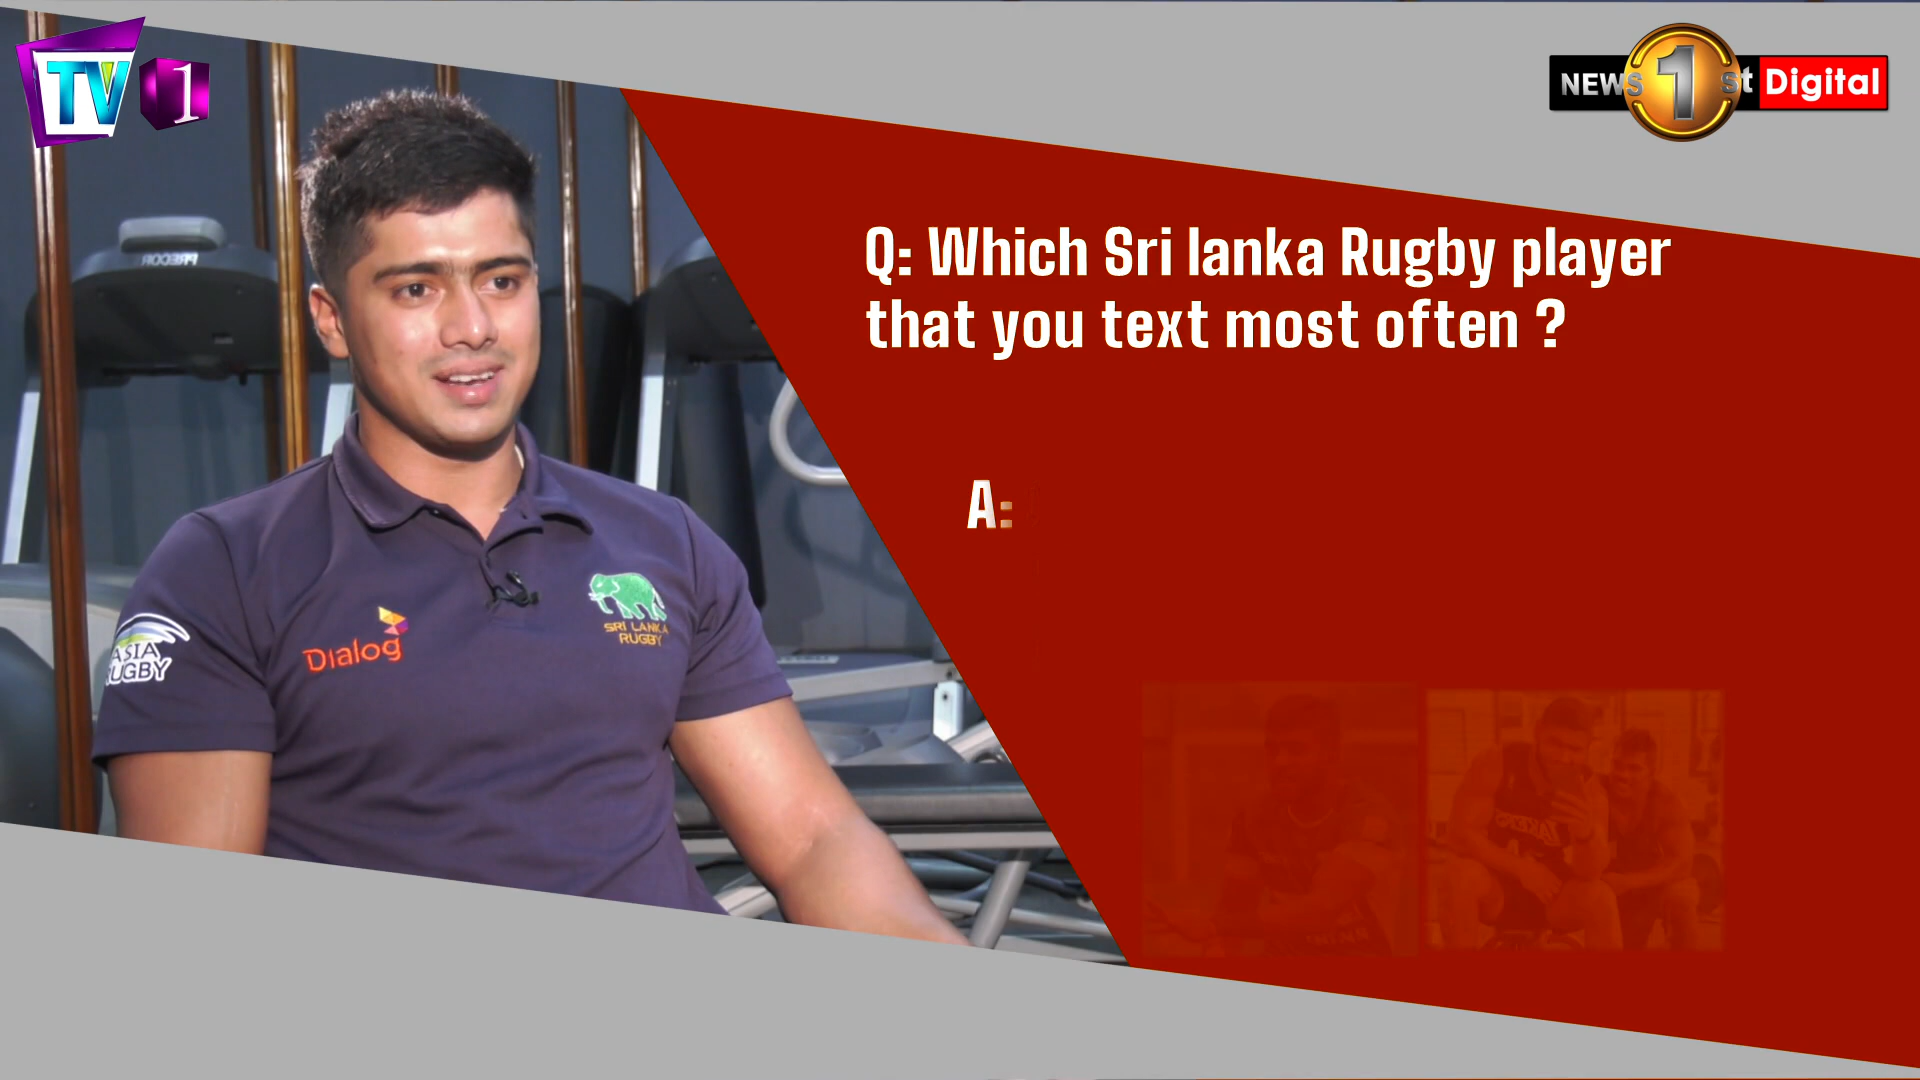 TV 1
NEWS 1st Digital
PRECOR
Q: Which Sri lanka Rugby player
that you text most often ?
A:
ASIA
RUGBY
Dialog
SRI LANKA
RUGBY